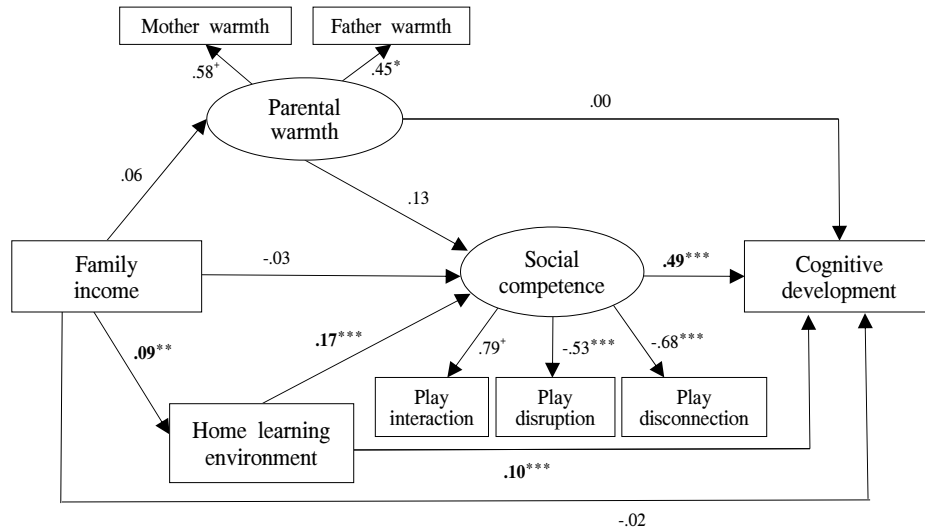 Mother warmth
Father warmth
.58+
.45*
Parental
warmth
.00
.06
.13
Family
income
-.03
Social
competence
.49***
Cognitive
development
.09**
.17***
.79+
-.53***
-.68***
Play
interaction
Play
disruption
Play
disconnection
Home learning
environment
.10***
-.02